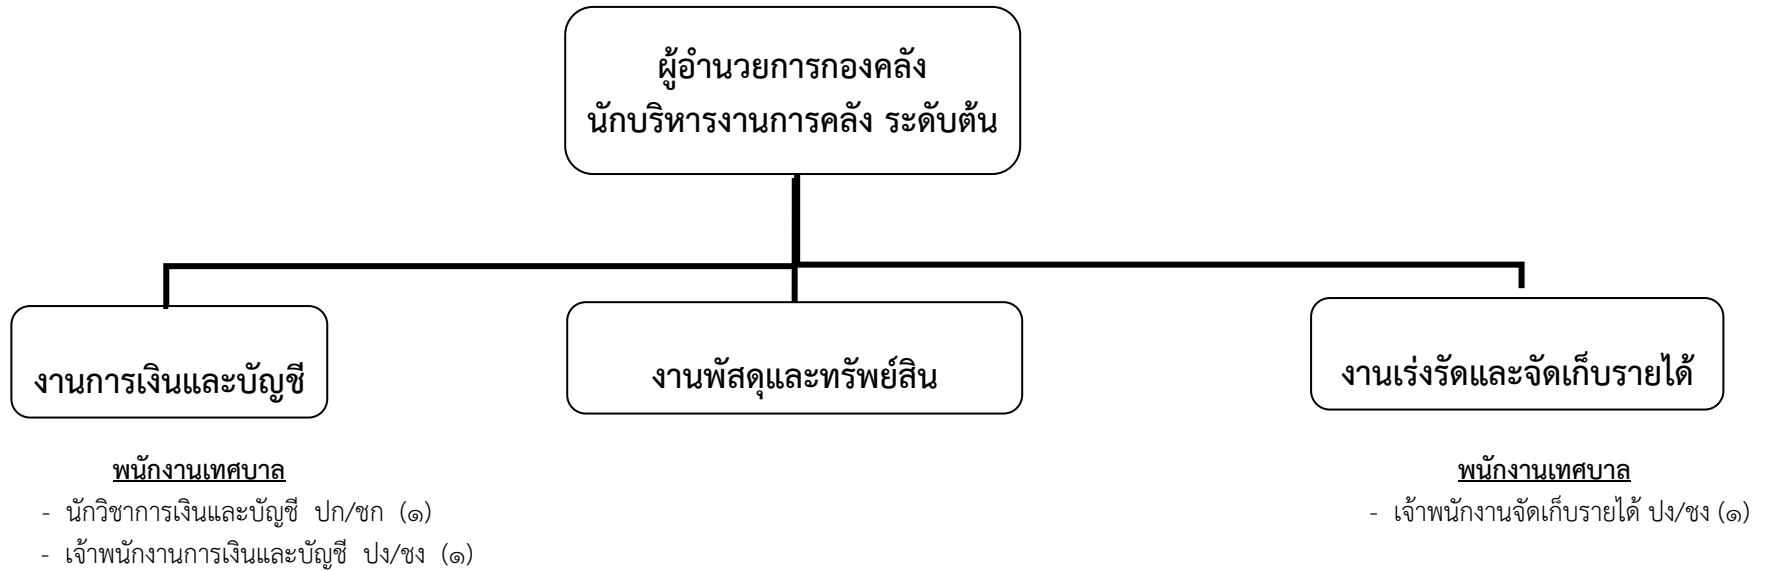 ผู้อำนวยการกองคลัง
นักบริหารงานการคลัง ระดับต้น
งานการเงินและบัญชี
งานพัสดุและทรัพย์สิน
งานเร่งรัดและจัดเก็บรายได้
พนักงานเทศบาล
- นักวิชาการเงินและบัญชี ปก/ชก (๑)
- เจ้าพนักงานการเงินและบัญชี ปง/ชง (๑)
พนักงานเทศบาล
- เจ้าพนักงานจัดเก็บรายได้ ปง/ชง (๑)